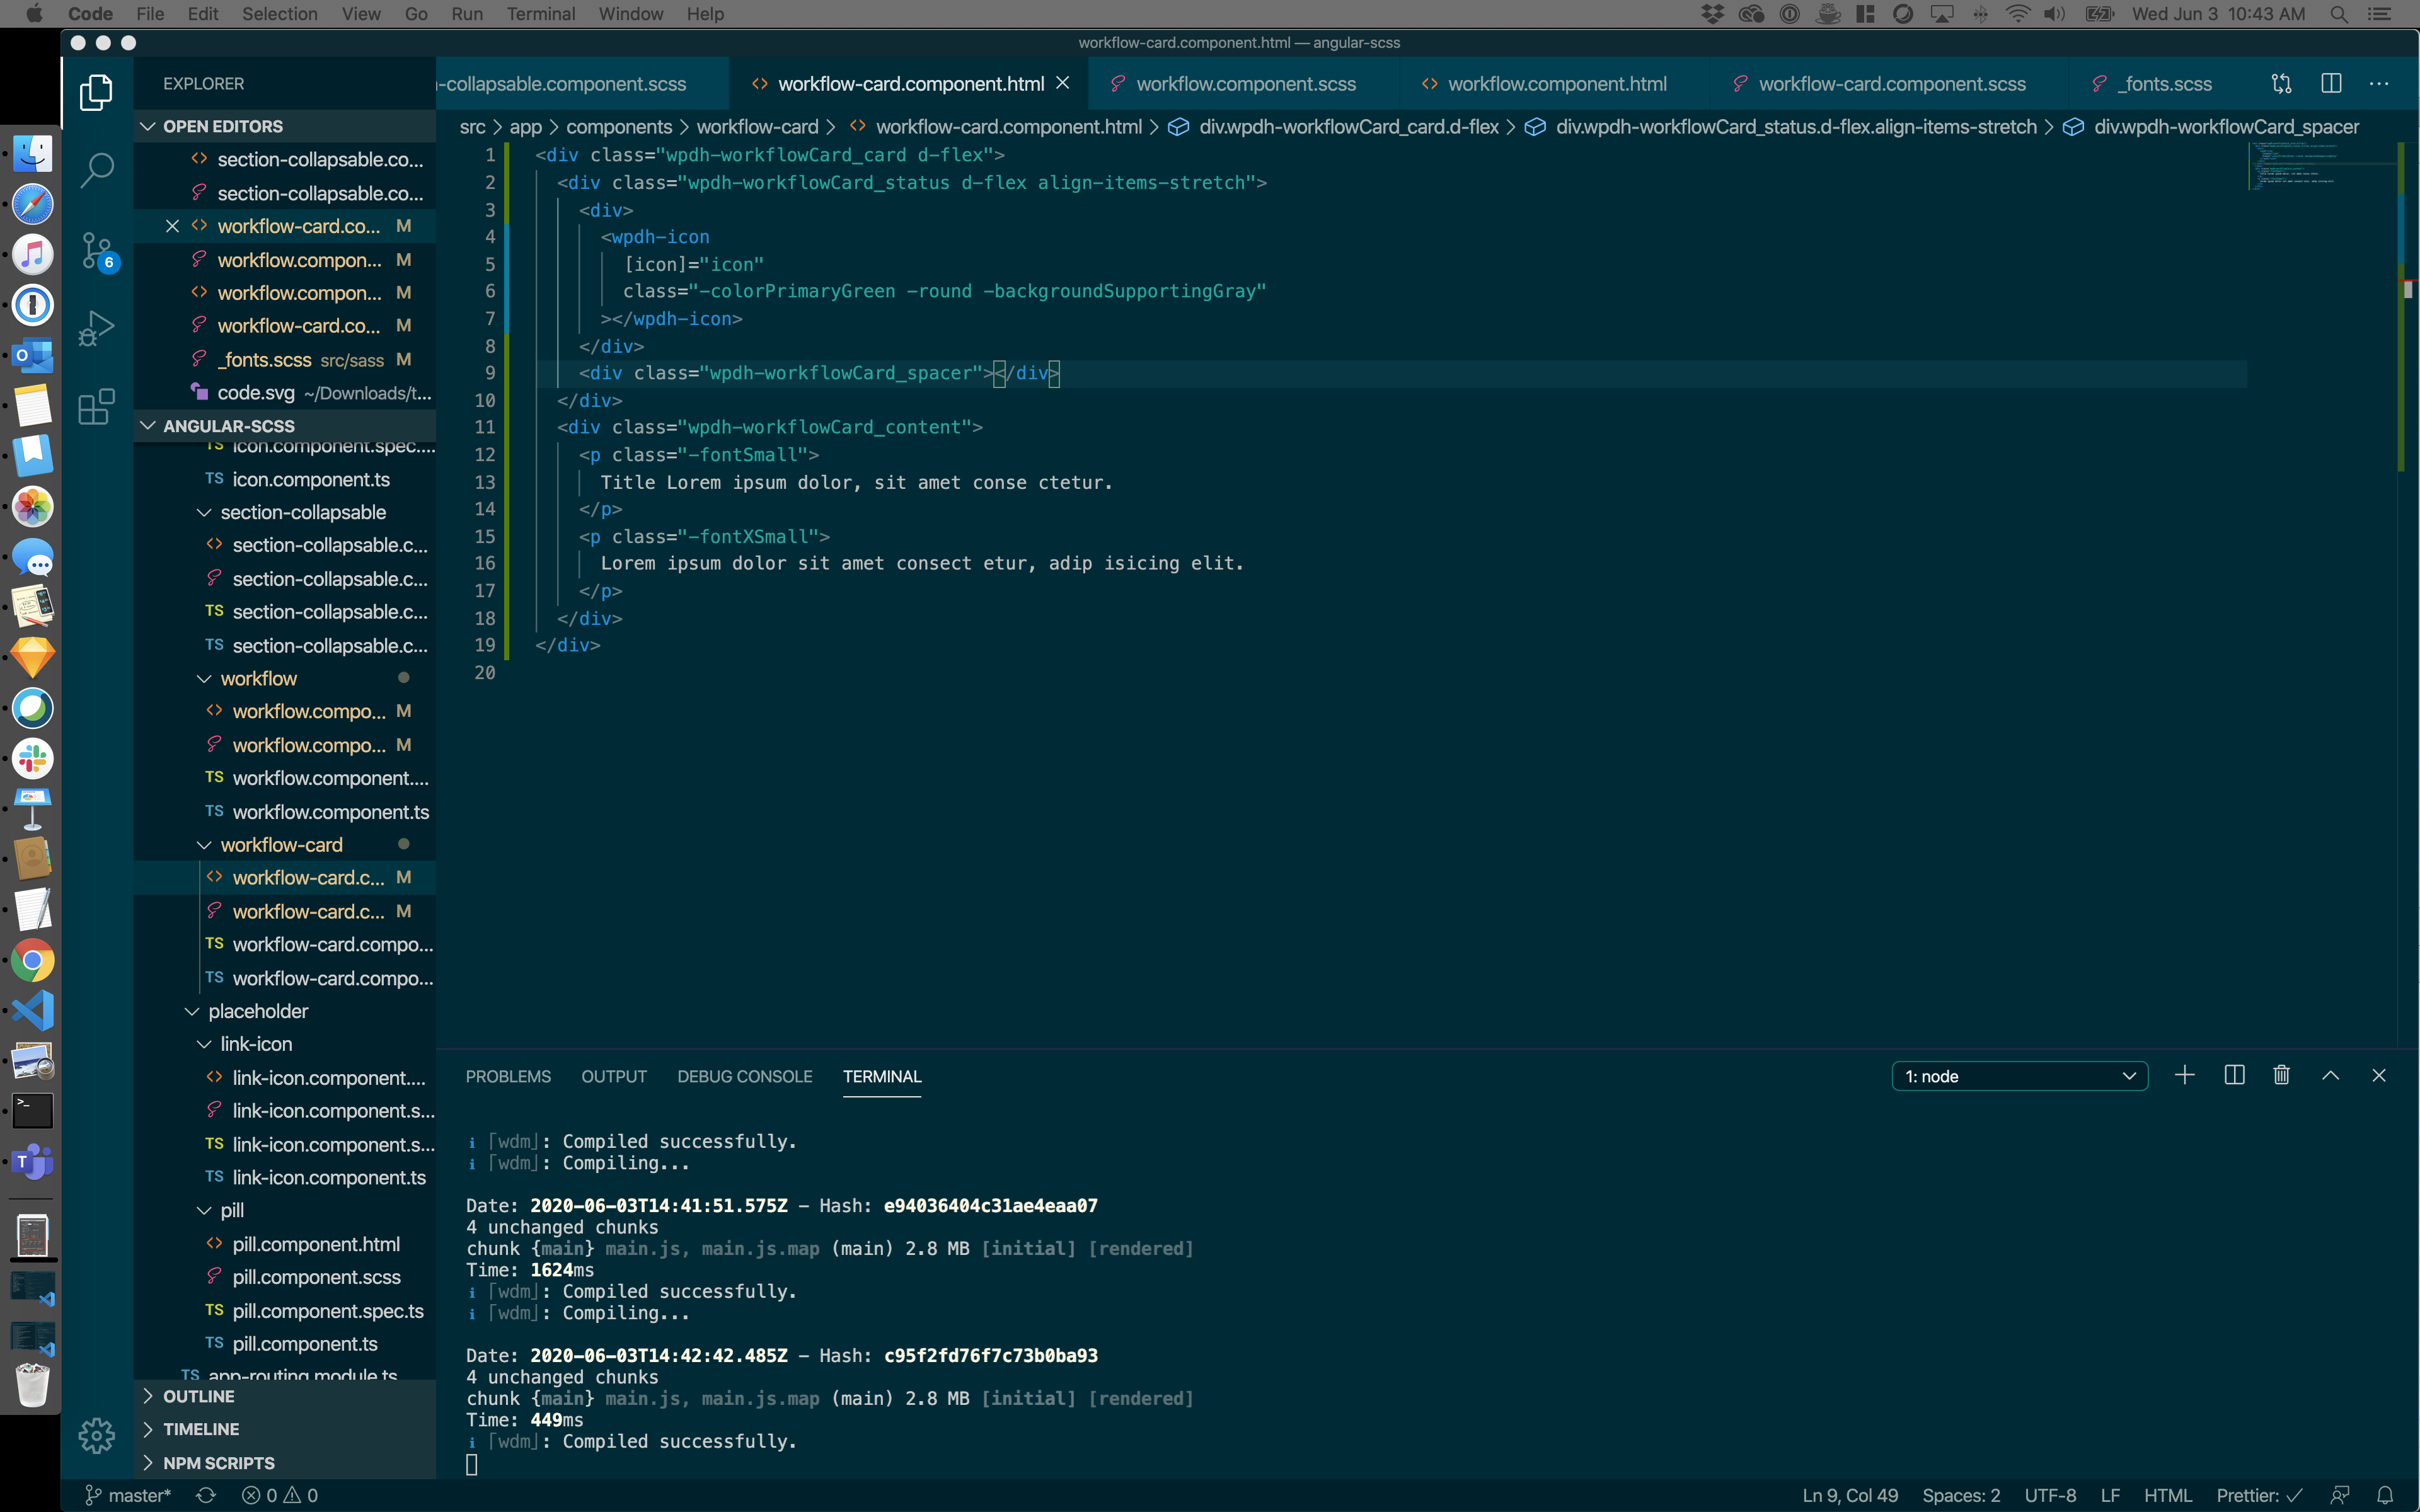 Code File Edit Selection View Go Run Terminal Window Help
Wed Jun 3 10:43 AM
workflow-card.component.html — angular-scss
EXPLORER
-collapsable.component.scss
workflow-card.component.html
workflow.component.scss
workflow.component.html
workflow-card.component.scss
_fonts.scss
src > app > components > workflow-card > workflow-card.component.html > div.wpdh-workflowCard_card.d-flex > div.wpdh-workflowCard_status.d-flex.align-items-stretch > div.wpdh-workflowCard_spacer
OPEN EDITORS
section-collapsable.co...
section-collapsable.co...
workflow-card.co... M
workflow.compon... M
workflow.compon... M
workflow-card.co... M
_fonts.scss src/sass M
code.svg ~/Downloads/t...
6
ANGULAR-SCSS
TS icon.component.spec....
TS icon.component.ts
section-collapsable
section-collapsable.c...
section-collapsable.c...
TS section-collapsable.c...
TS section-collapsable.c...
workflow
workflow.compo... M
workflow.compo... M
TS workflow.component....
TS workflow.component.ts
workflow-card
workflow-card.c... M
workflow-card.c... M
TS workflow-card.compo...
TS workflow-card.compo...
placeholder
link-icon
link-icon.component....
link-icon.component.s...
TS link-icon.component.s...
TS link-icon.component.ts
pill
pill.component.html
pill.component.scss
TS pill.component.spec.ts
TS pill.component.ts
TS app-routing.module.ts
OUTLINE
TIMELINE
NPM SCRIPTS
1 <div class="wpdh-workflowCard_card d-flex">
2 <div class="wpdh-workflowCard_status d-flex align-items-stretch">
3 <div>
4 <wpdh-icon
5 [icon]="icon"
6 class="-colorPrimaryGreen -round -backgroundSupportingGray"
7 ></wpdh-icon>
8 </div>
9 <div class="wpdh-workflowCard_spacer"></div>
10 </div>
11 <div class="wpdh-workflowCard_content">
12 <p class="-fontSmall">
13 Title Lorem ipsum dolor, sit amet conse ctetur.
14 </p>
15 <p class="-fontXSmall">
16 Lorem ipsum dolor sit amet consect etur, adip isicing elit.
17 </p>
18 </div>
19 </div>
20
PROBLEMS OUTPUT DEBUG CONSOLE TERMINAL
1: node
i ｢wdm｣: Compiled successfully.
i ｢wdm｣: Compiling...
Date: 2020-06-03T14:41:51.575Z - Hash: e94036404c31ae4eaa07
4 unchanged chunks
chunk {main} main.js, main.js.map (main) 2.8 MB [initial] [rendered]
Time: 1624ms
i ｢wdm｣: Compiled successfully.
i ｢wdm｣: Compiling...
Date: 2020-06-03T14:42:42.485Z - Hash: c95f2fd76f7c73b0ba93
4 unchanged chunks
chunk {main} main.js, main.js.map (main) 2.8 MB [initial] [rendered]
Time: 449ms
i ｢wdm｣: Compiled successfully.
master* 0 0
Ln 9, Col 49 Spaces: 2 UTF-8 LF HTML Prettier: ✓